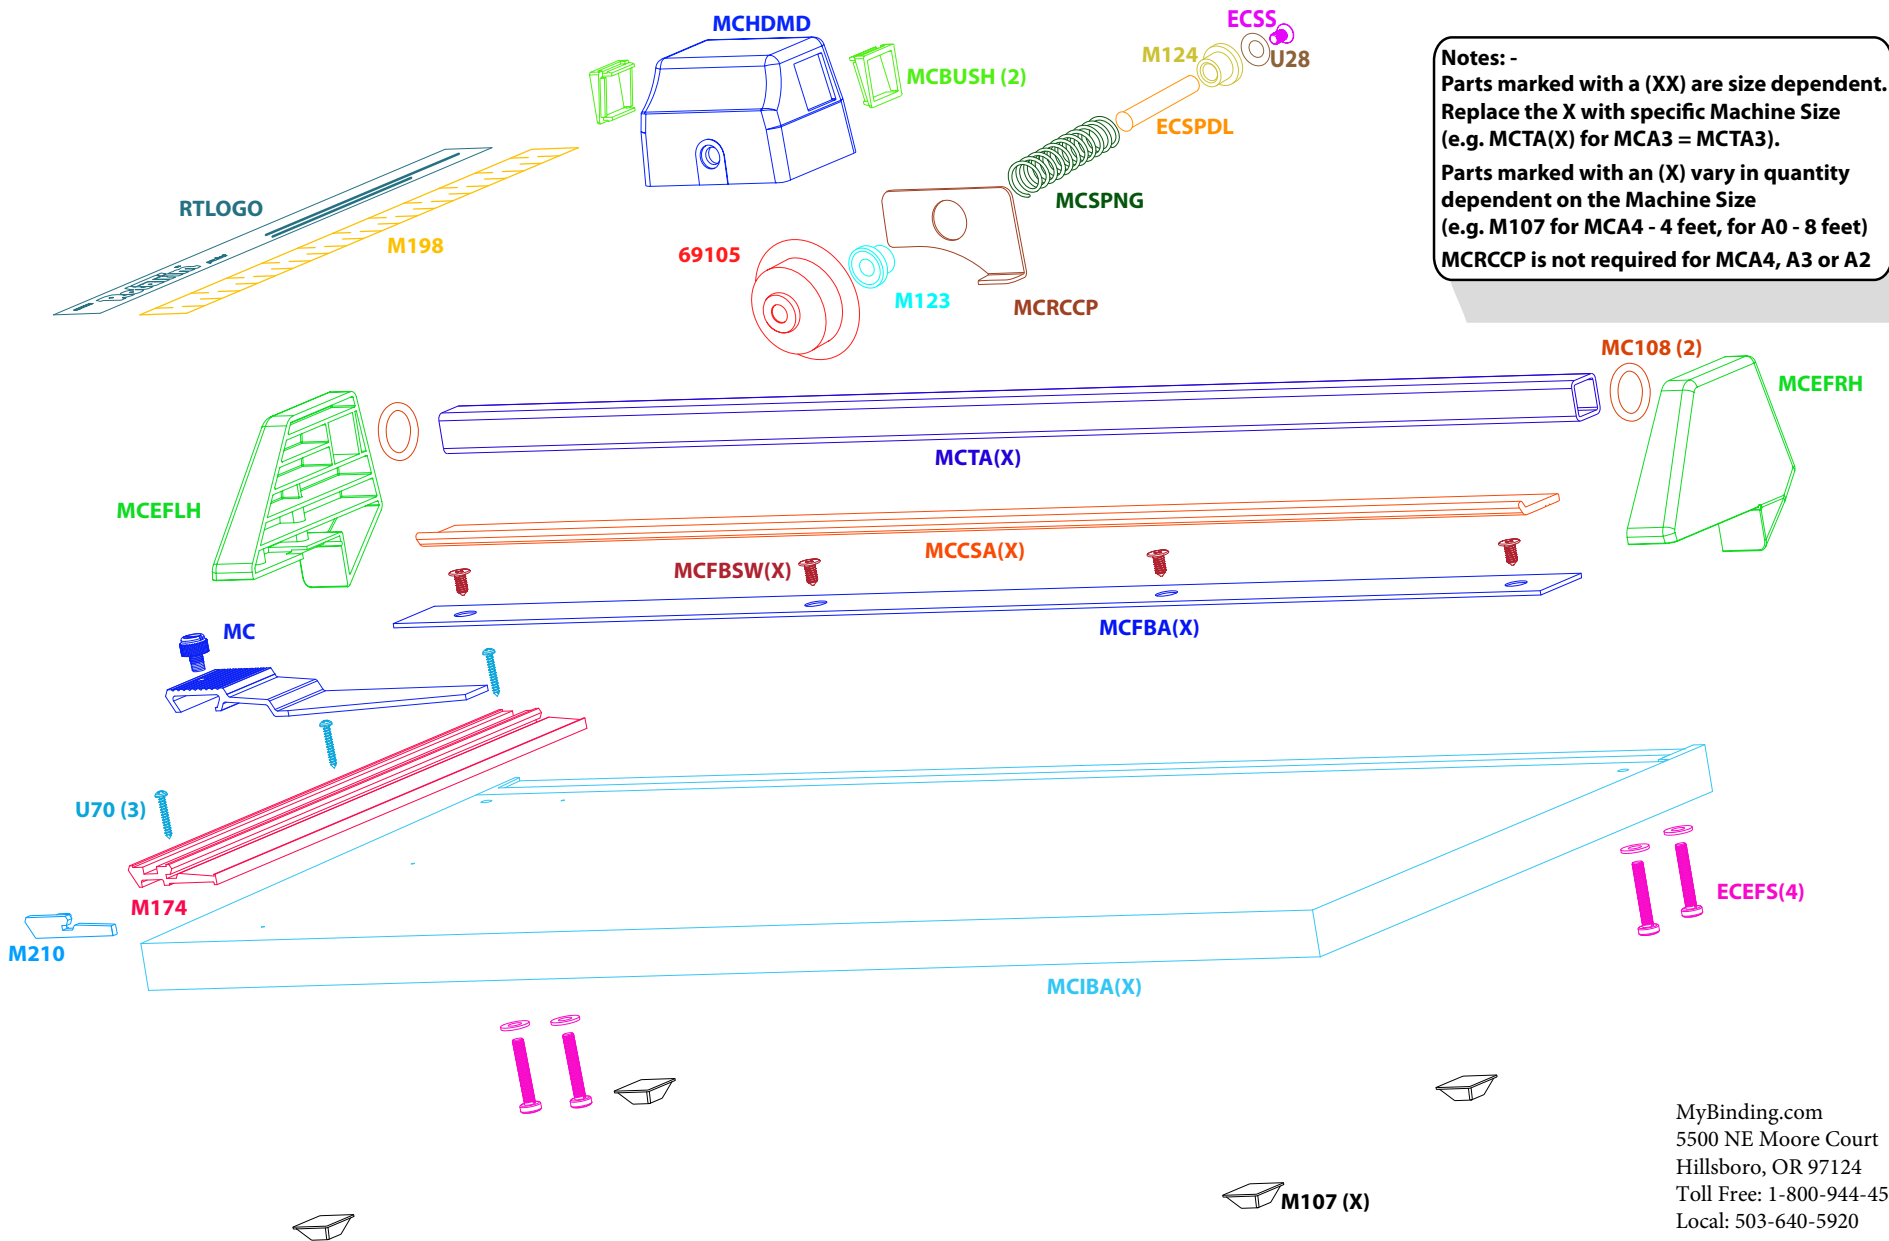 MCHDMD
ECSS
M124
U28
MCBUSH (2)
ECSPDL
MCSPNG
RTLOGO
M198
69105
M123
MCRCCP
Notes: -
Parts marked with a (XX) are size dependent.
Replace the X with specific Machine Size
(e.g. MCTA(X) for MCA3 = MCTA3).
Parts marked with an (X) vary in quantity
dependent on the Machine Size
(e.g. M107 for MCA4 - 4 feet, for A0 - 8 feet)
MCRCCP is not required for MCA4, A3 or A2
MC108 (2)
MCEFRH
MCTA(X)
MCEFLH
MCCSA(X)
MCFBSW(X)
MCFBA(X)
MC
U70 (3)
M174
ECEFS(4)
M210
MCIBA(X)
M107 (X)
MyBinding.com
5500 NE Moore Court
Hillsboro, OR 97124
Toll Free: 1-800-944-45
Local: 503-640-5920